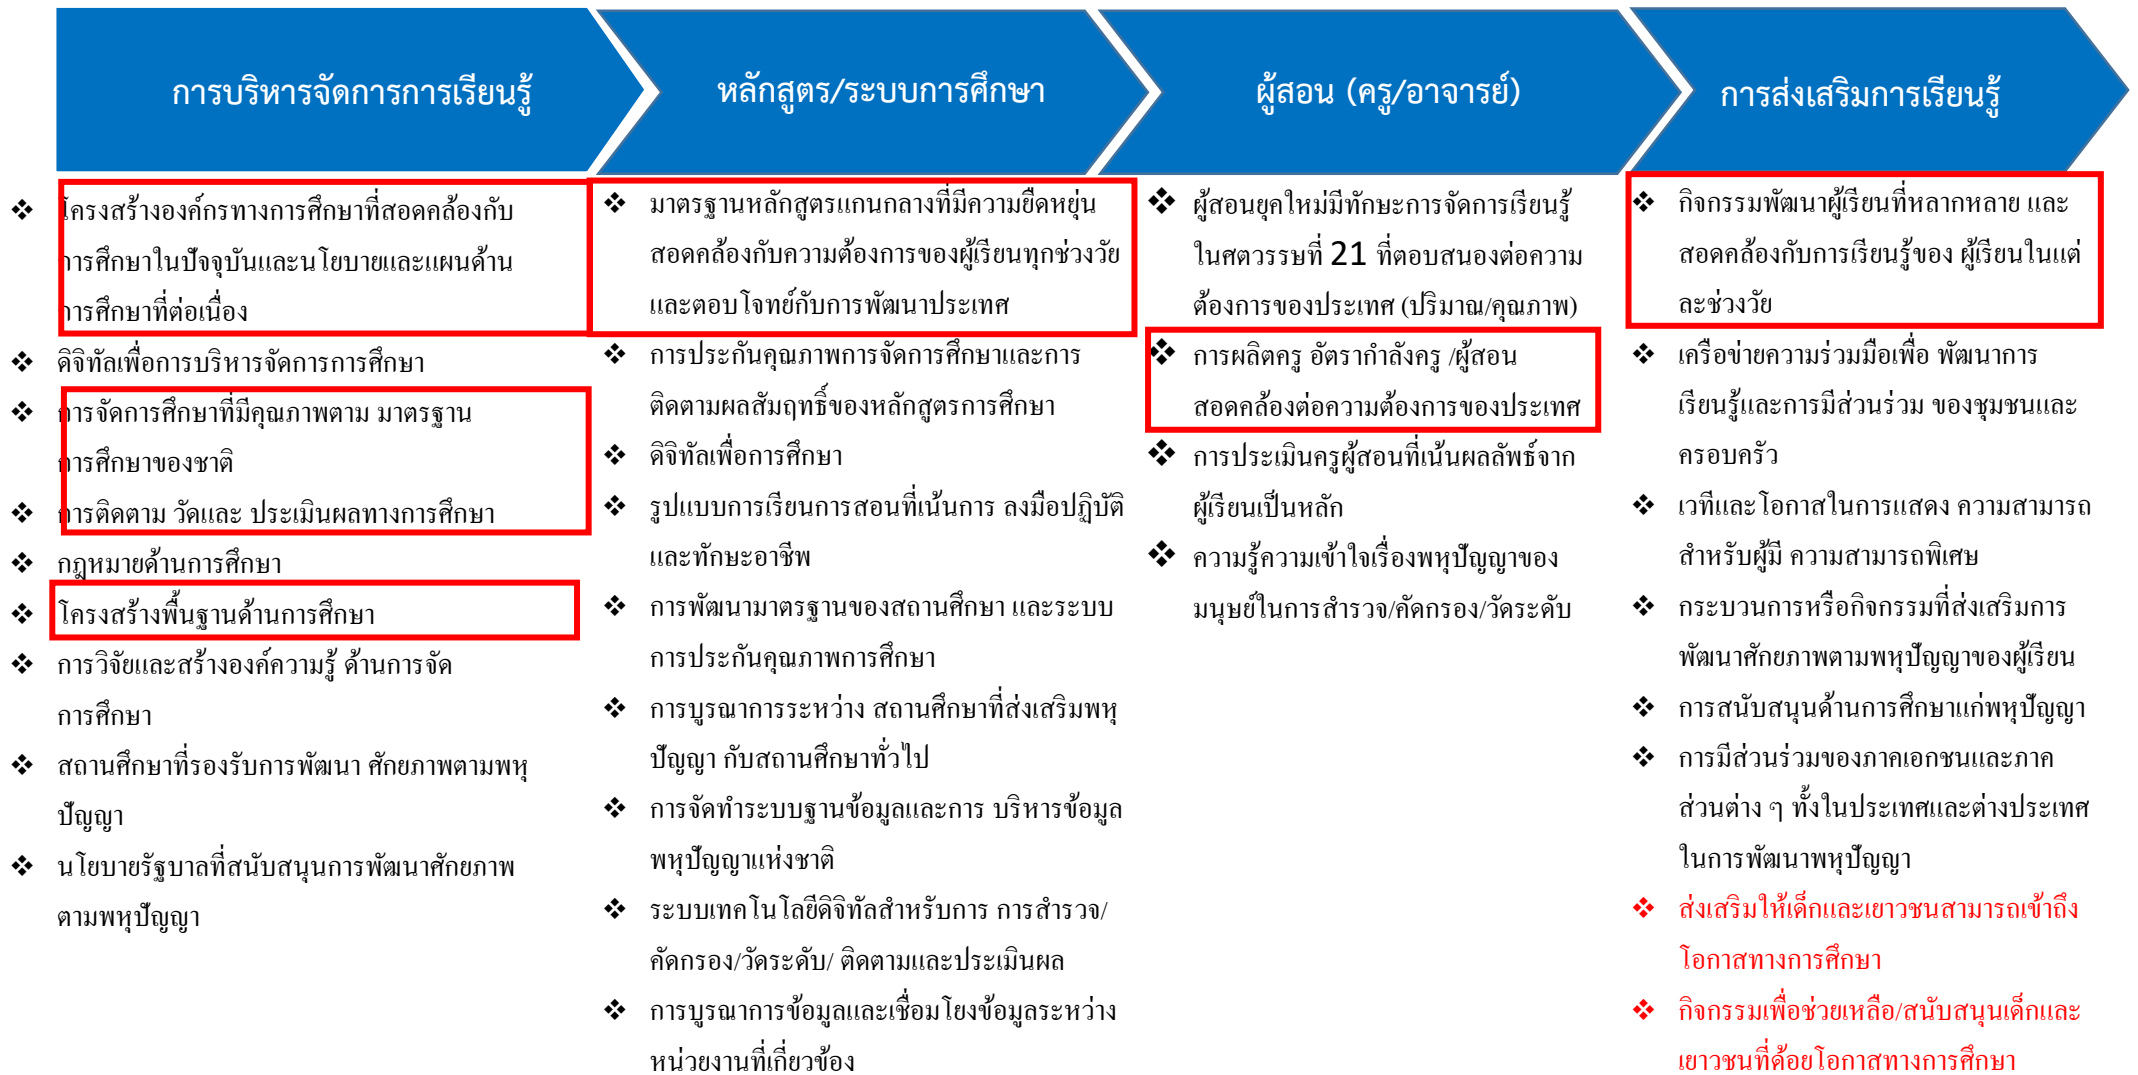 การบริหารจัดการการเรียนรู้
หลักสูตร/ระบบการศึกษา
ผู้สอน (ครู/อาจารย์)
การส่งเสริมการเรียนรู้
❖ โครงสร้างองค์กรทางการศึกษาที่สอดคล้องกับ
การศึกษาในปัจจุบันและนโยบายและแผนด้าน
การศึกษาที่ต่อเนื่อง
❖ ดิจิทัลเพื่อการบริหารจัดการการศึกษา
❖ การจัดการศึกษาที่มีคุณภาพตาม มาตรฐาน
การศึกษาของชาติ
❖ การติดตาม วัดและ ประเมินผลทางการศึกษา
❖ กฎหมายด้านการศึกษา
❖ โครงสร้างพื้นฐานด้านการศึกษา
❖ การวิจัยและสร้างองค์ความรู้ ด้านการจัด
การศึกษา
❖ สถานศึกษาที่รองรับการพัฒนา ศักยภาพตามพหุ
ปัญญา
❖ นโยบายรัฐบาลที่สนับสนุนการพัฒนาศักยภาพ
ตามพหุปัญญา
❖ มาตรฐานหลักสูตรแกนกลางที่มีความยืดหยุ่น
สอดคล้องกับความต้องการของผู้เรียนทุกช่วงวัย
และตอบโจทย์กับการพัฒนาประเทศ
❖ การประกันคุณภาพการจัดการศึกษาและการ
ติดตามผลสัมฤทธิ์ของหลักสูตรการศึกษา
❖ ดิจิทัลเพื่อการศึกษา
❖ รูปแบบการเรียนการสอนที่เน้นการ ลงมือปฏิบัติ
และทักษะอาชีพ
❖ การพัฒนามาตรฐานของสถานศึกษา และระบบ
การประกันคุณภาพการศึกษา
❖ การบูรณาการระหว่าง สถานศึกษาที่ส่งเสริมพหุ
ปัญญา กับสถานศึกษาทั่วไป
❖ การจัดทำระบบฐานข้อมูลและการ บริหารข้อมูล
พหุปัญญาแห่งชาติ
❖ ระบบเทคโนโลยีดิจิทัลสำหรับการ การสำรวจ/
คัดกรอง/วัดระดับ/ ติดตามและประเมินผล
❖ การบูรณาการข้อมูลและเชื่อมโยงข้อมูลระหว่าง
หน่วยงานที่เกี่ยวข้อง
❖ ผู้สอนยุคใหม่มีทักษะการจัดการเรียนรู้
ในศตวรรษที่ 21 ที่ตอบสนองต่อความ
ต้องการของประเทศ (ปริมาณ/คุณภาพ)
❖ การผลิตครู อัตรากำลังครู /ผู้สอน
สอดคล้องต่อความต้องการของประเทศ
❖ การประเมินครูผู้สอนที่เน้นผลลัพธ์จาก
ผู้เรียนเป็นหลัก
❖ ความรู้ความเข้าใจเรื่องพหุปัญญาของ
มนุษย์ในการสำรวจ/คัดกรอง/วัดระดับ
❖ กิจกรรมพัฒนาผู้เรียนที่หลากหลาย และ
สอดคล้องกับการเรียนรู้ของ ผู้เรียนในแต่
ละช่วงวัย
❖ เครือข่ายความร่วมมือเพื่อ พัฒนาการ
เรียนรู้และการมีส่วนร่วม ของชุมชนและ
ครอบครัว
❖ เวทีและโอกาสในการแสดง ความสามารถ
สำหรับผู้มี ความสามารถพิเศษ
❖ กระบวนการหรือกิจกรรมที่ส่งเสริมการ
พัฒนาศักยภาพตามพหุปัญญาของผู้เรียน
❖ การสนับสนุนด้านการศึกษาแก่พหุปัญญา
❖ การมีส่วนร่วมของภาคเอกชนและภาค
ส่วนต่าง ๆ ทั้งในประเทศและต่างประเทศ
ในการพัฒนาพหุปัญญา
❖ ส่งเสริมให้เด็กและเยาวชนสามารถเข้าถึง
โอกาสทางการศึกษา
❖ กิจกรรมเพื่อช่วยเหลือ/สนับสนุนเด็กและ
เยาวชนที่ด้อยโอกาสทางการศึกษา